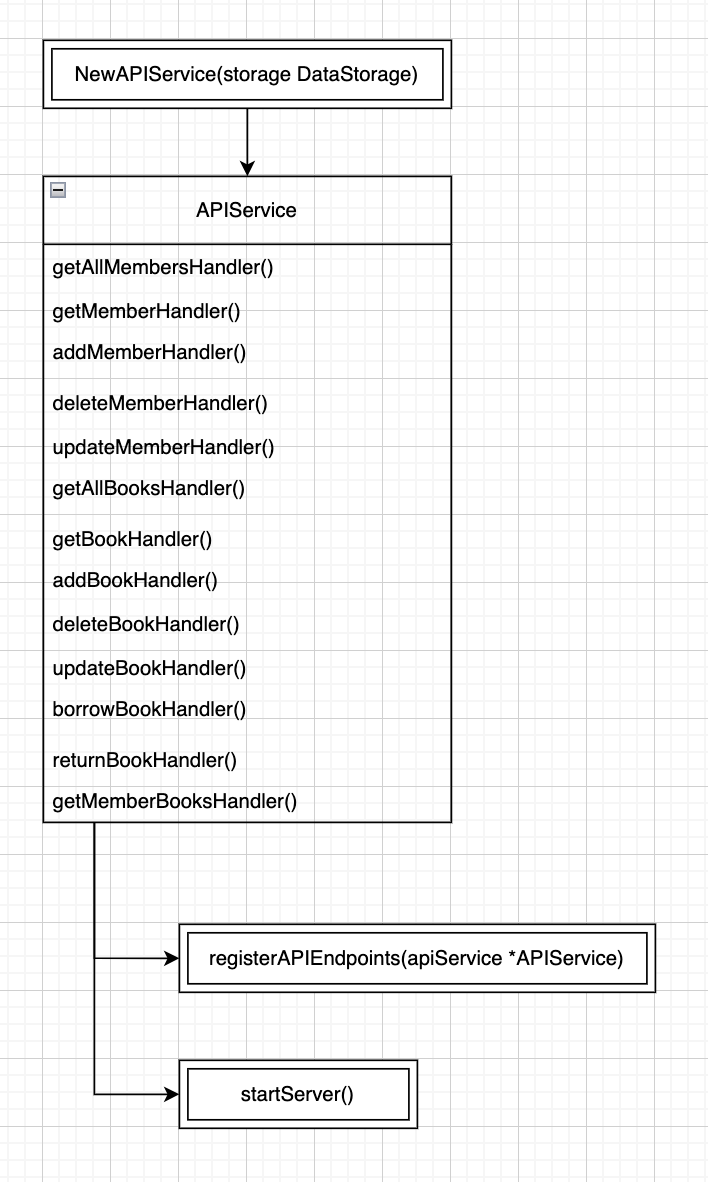 NewAPIService(storage DataStorage)
APIService
getAllMembersHandler()
getMemberHandler()
addMemberHandler()
deleteMemberHandler()
updateMemberHandler()
getAllBooksHandler()
getBookHandler()
addBookHandler()
deleteBookHandler()
updateBookHandler()
borrowBookHandler()
returnBookHandler()
getMemberBooksHandler()
registerAPIEndpoints(apiService *APIService)
startServer()